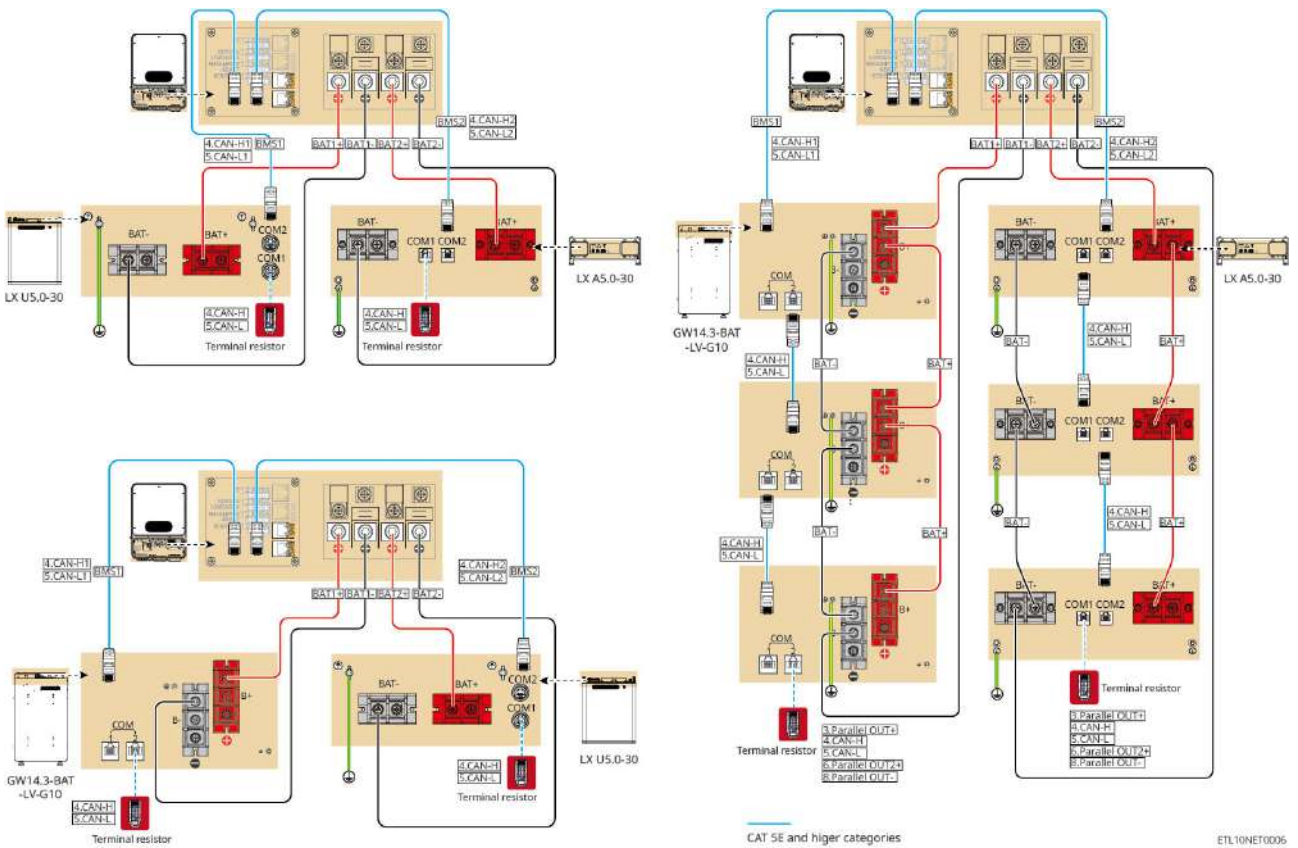 4.CAN-H1
BMS1
5.CAN-L1
BAT1+
BAT1-
BAT2+
BAT2-
BMS2
4.CAN-H2
5.CAN-L2
BAT-
BAT+
COM2
COM1
LX U5.0-30
4.CAN-H
5.CAN-L
Terminal resistor
BAT-
COM1 COM2
BAT+
LX A5.0-30
4.CAN-H
5.CAN-L
Terminal resistor
4.CAN-H1
5.CAN-L1
BMS1
BAT1+
BAT1-
BAT2+
BAT2-
4.CAN-H2
5.CAN-L2
BMS2
COM
B-
B+
GW14.3-BAT
-LV-G10
4.CAN-H
5.CAN-L
Terminal resistor
BAT-
BAT+
COM2
COM1
LX U5.0-30
4.CAN-H
5.CAN-L
Terminal resistor
BMS1
4.CAN-H1
5.CAN-L1
BAT1+
BAT1-
BAT2+
BAT2-
BMS2
4.CAN-H2
5.CAN-L2
GW14.3-BAT
-LV-G10
COM
B-
4.CAN-H
5.CAN-L
BAT-
BAT+
COM
4.CAN-H
5.CAN-L
BAT-
BAT+
COM
B+
Terminal resistor
3.Parallel OUT+
4.CAN-H
5.CAN-L
6.Parallel OUT2+
8.Parallel OUT-
BAT-
COM1 COM2
BAT+
LX A5.0-30
BAT-
4.CAN-H
5.CAN-L
BAT+
BAT-
COM1 COM2
BAT+
BAT-
4.CAN-H
5.CAN-L
BAT+
BAT-
COM1 COM2
BAT+
Terminal resistor
3.Parallel OUT+
4.CAN-H
5.CAN-L
6.Parallel OUT2+
8.Parallel OUT-
CAT 5E and higer categories
ETL10NET0006